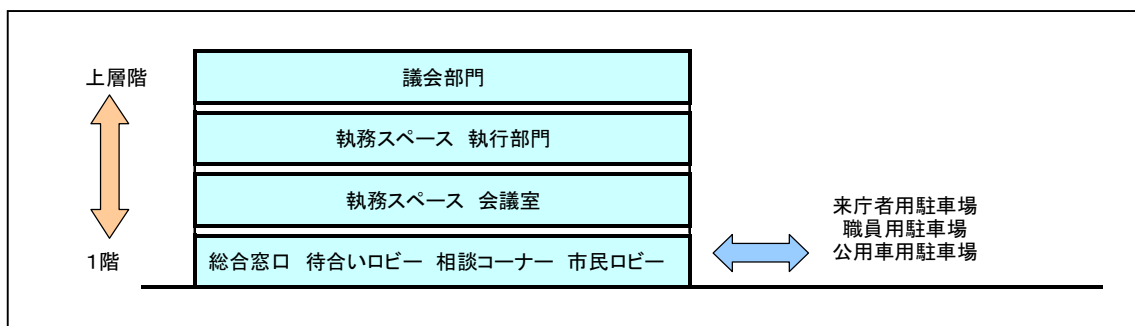 上層階
議会部門
執務スペース 執行部門
執務スペース 会議室
来庁者用駐車場
職員用駐車場
公用車用駐車場
1階
総合窓口 待合いロビー 相談コーナー 市民ロビー